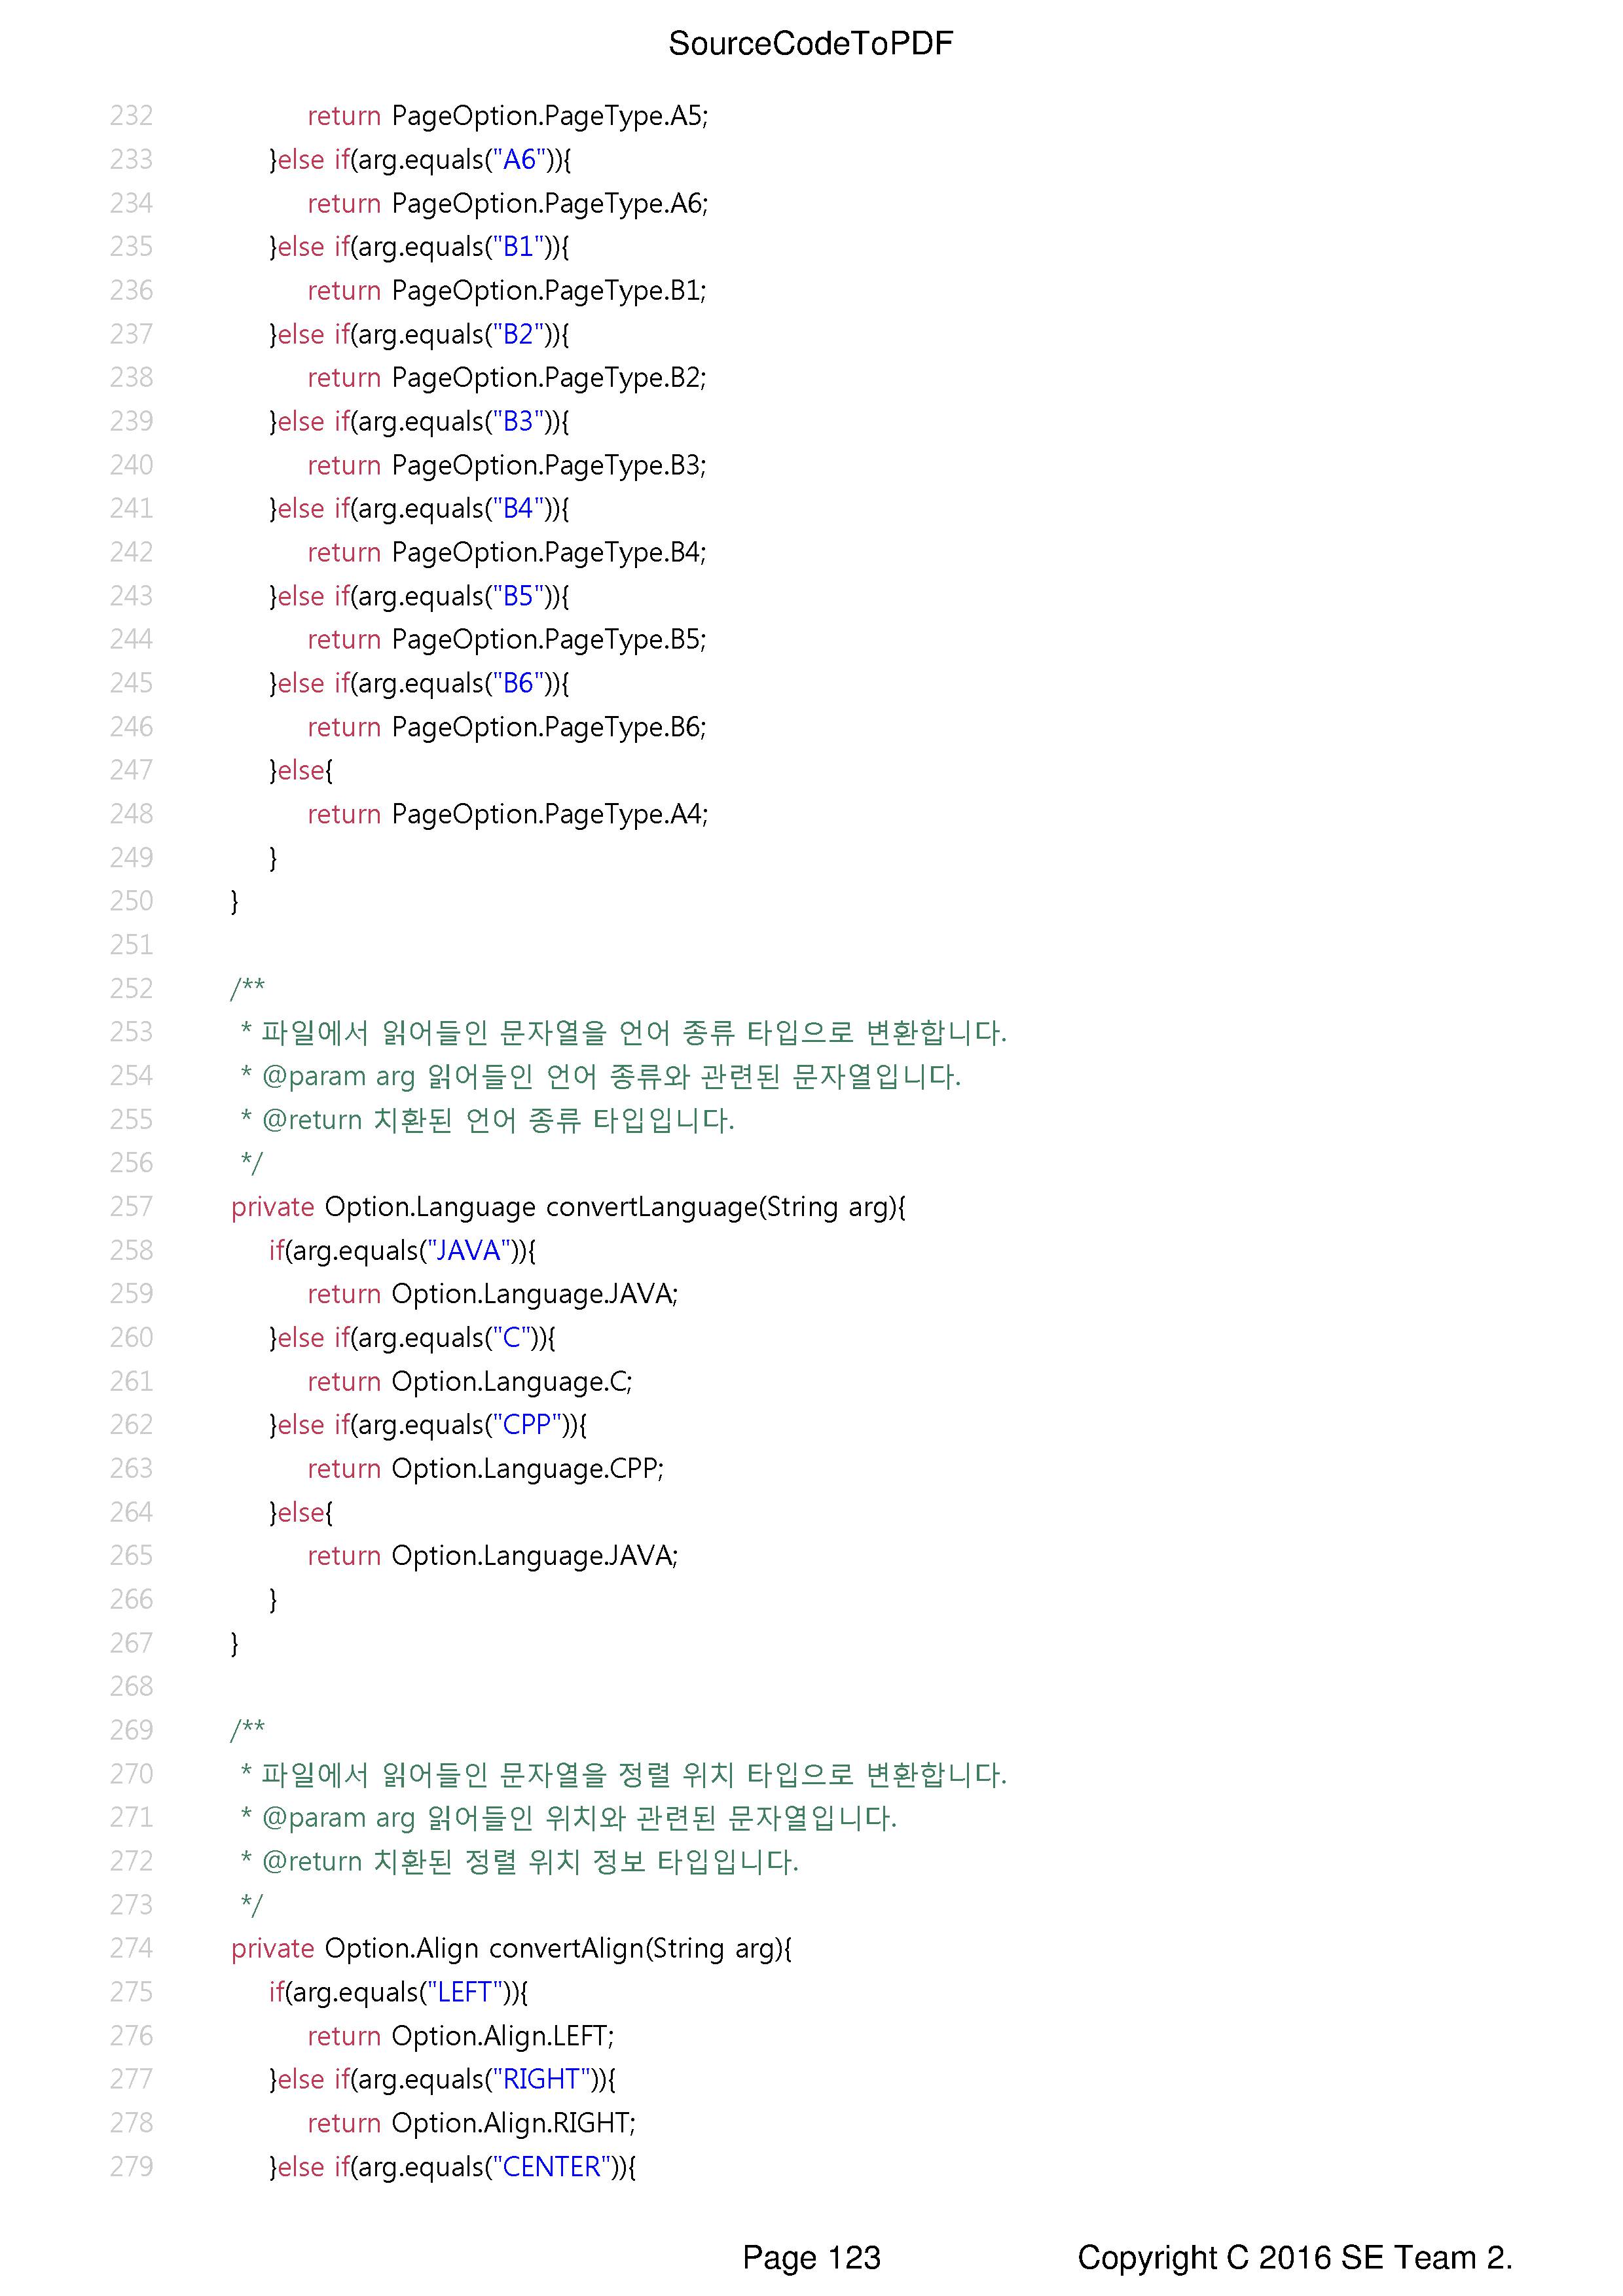 SourceCodeToPDF
232 return PageOption.PageType.A5;
233 }else if(arg.equals("A6")){
234 return PageOption.PageType.A6;
235 }else if(arg.equals("B1")){
236 return PageOption.PageType.B1;
237 }else if(arg.equals("B2")){
238 return PageOption.PageType.B2;
239 }else if(arg.equals("B3")){
240 return PageOption.PageType.B3;
241 }else if(arg.equals("B4")){
242 return PageOption.PageType.B4;
243 }else if(arg.equals("B5")){
244 return PageOption.PageType.B5;
245 }else if(arg.equals("B6")){
246 return PageOption.PageType.B6;
247 }else{
248 return PageOption.PageType.A4;
249 }
250 }
251
252 /**
253 * 파일에서 읽어들인 문자열을 언어 종류 타입으로 변환합니다.
254 * @param arg 읽어들인 언어 종류와 관련된 문자열입니다.
255 * @return 치환된 언어 종류 타입입니다.
256 */
257 private Option.Language convertLanguage(String arg){
258 if(arg.equals("JAVA")){
259 return Option.Language.JAVA;
260 }else if(arg.equals("C")){
261 return Option.Language.C;
262 }else if(arg.equals("CPP")){
263 return Option.Language.CPP;
264 }else{
265 return Option.Language.JAVA;
266 }
267 }
268
269 /**
270 * 파일에서 읽어들인 문자열을 정렬 위치 타입으로 변환합니다.
271 * @param arg 읽어들인 위치와 관련된 문자열입니다.
272 * @return 치환된 정렬 위치 정보 타입입니다.
273 */
274 private Option.Align convertAlign(String arg){
275 if(arg.equals("LEFT")){
276 return Option.Align.LEFT;
277 }else if(arg.equals("RIGHT")){
278 return Option.Align.RIGHT;
279 }else if(arg.equals("CENTER")){
Page 123 Copyright C 2016 SE Team 2.